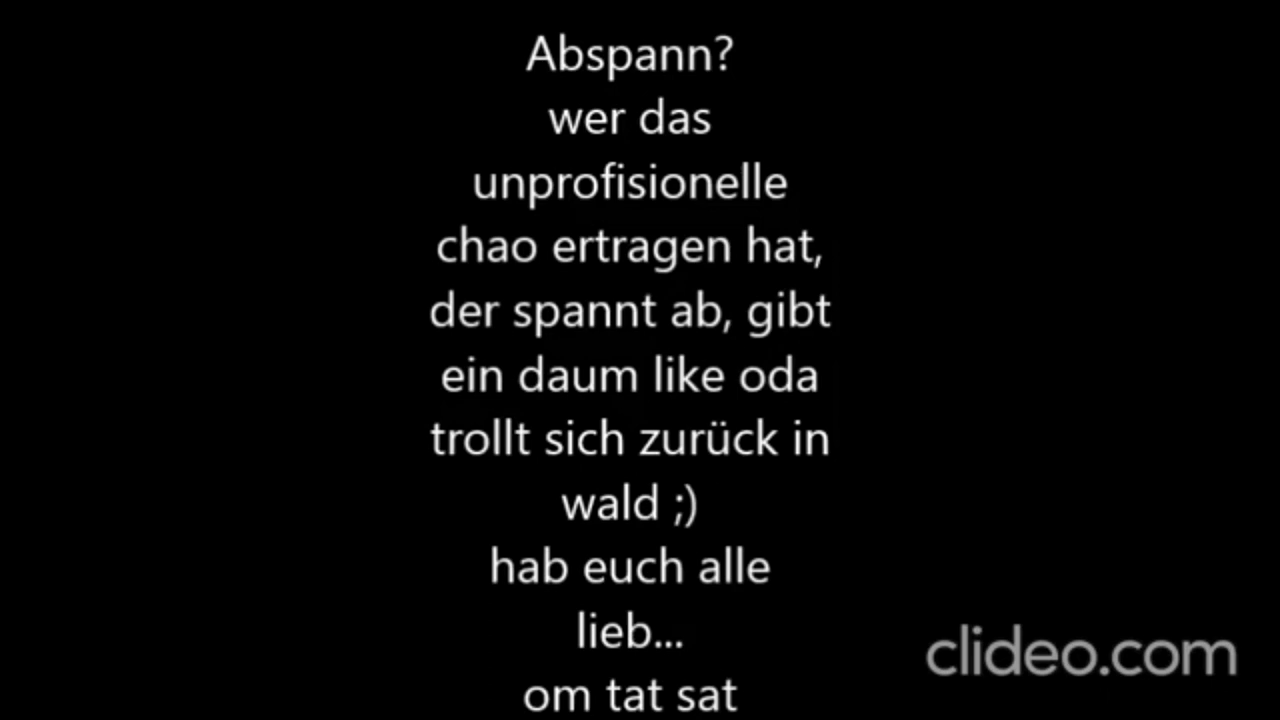 Abspann?
wer das
unprofisionelle
chao ertragen hat,
der spannt ab, gibt
ein daum like oda
trollt sich zurück in
wald ;)
hab euch alle
lieb...
om tat sat
clideo.com